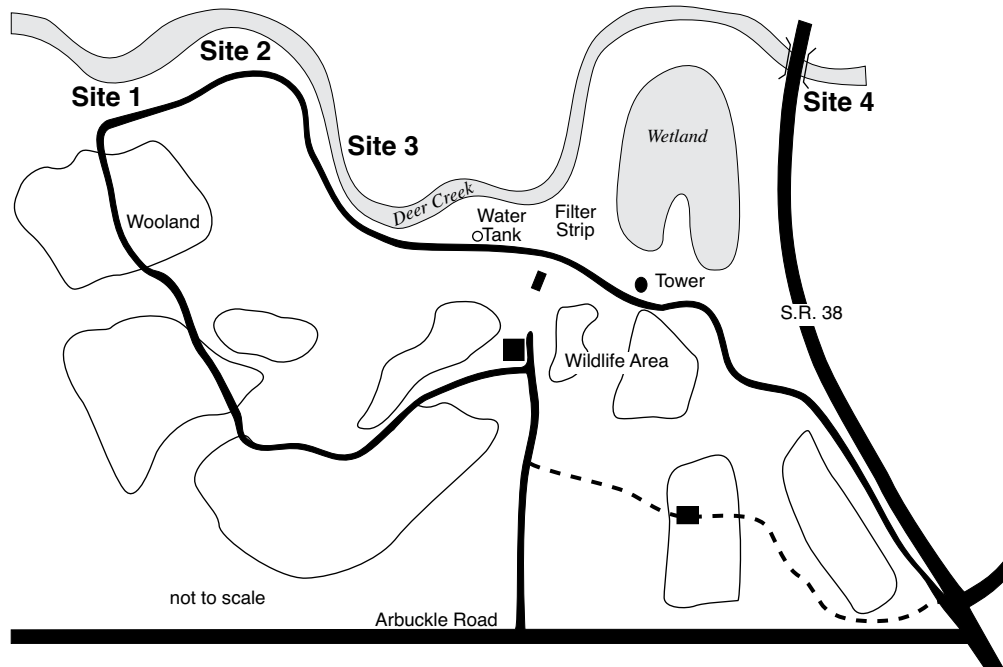 Site 2
Site 1
Site 4
Wetland
Site 3
Deer Creek
Water
Tank
Filter
Strip
Wooland
Tower
S.R. 38
Wildlife Area
not to scale
Arbuckle Road